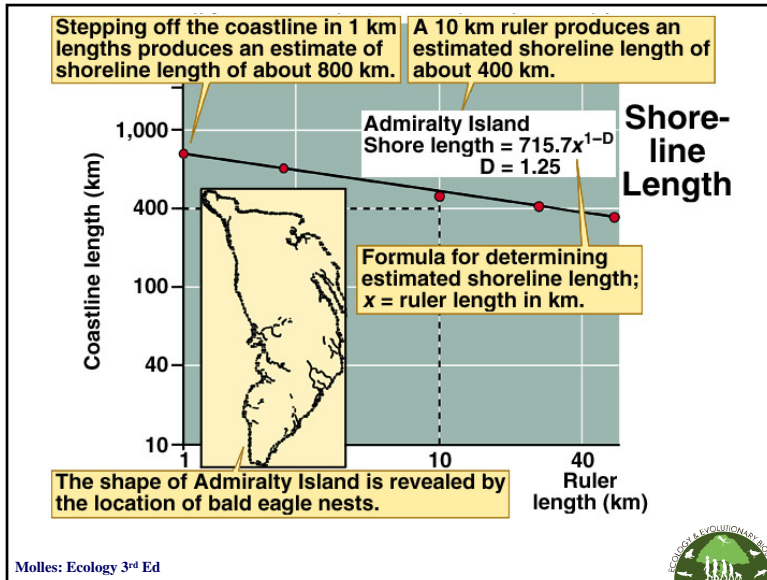 Stepping off the coastline in 1 km
lengths produces an estimate of
shoreline length of about 800 km.
A 10 km ruler produces an
estimated shoreline length of
about 400 km.
Shore-
line
Length
Admiralty Island
Shore length = 715.7x^1–D
D = 1.25
Formula for determining
estimated shoreline length;
x = ruler length in km.
Coastline length (km)
1,000
400
100
40
10
1
10
40
Ruler
length (km)
The shape of Admiralty Island is revealed by
the location of bald eagle nests.
Molles: Ecology 3rd Ed
ECOLOGY & EVOLUTIONARY